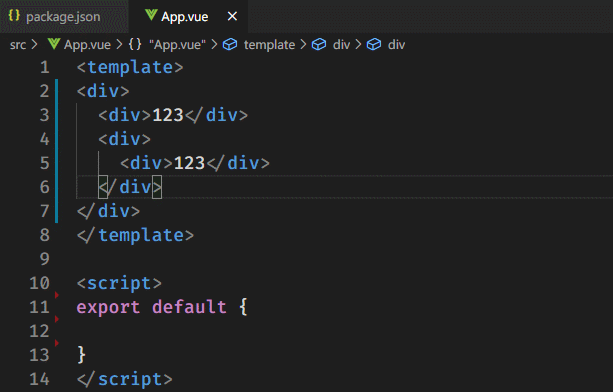 package.json App.vue ×
src > App.vue > {} "App.vue" > template > div > div
1 <template>
2 <div>
3   <div>123</div>
4   <div>
5     <div>123</div>
6   </div>
7 </div>
8 </template>
9
10 <script>
11 export default {
12
13 }
14 </script>